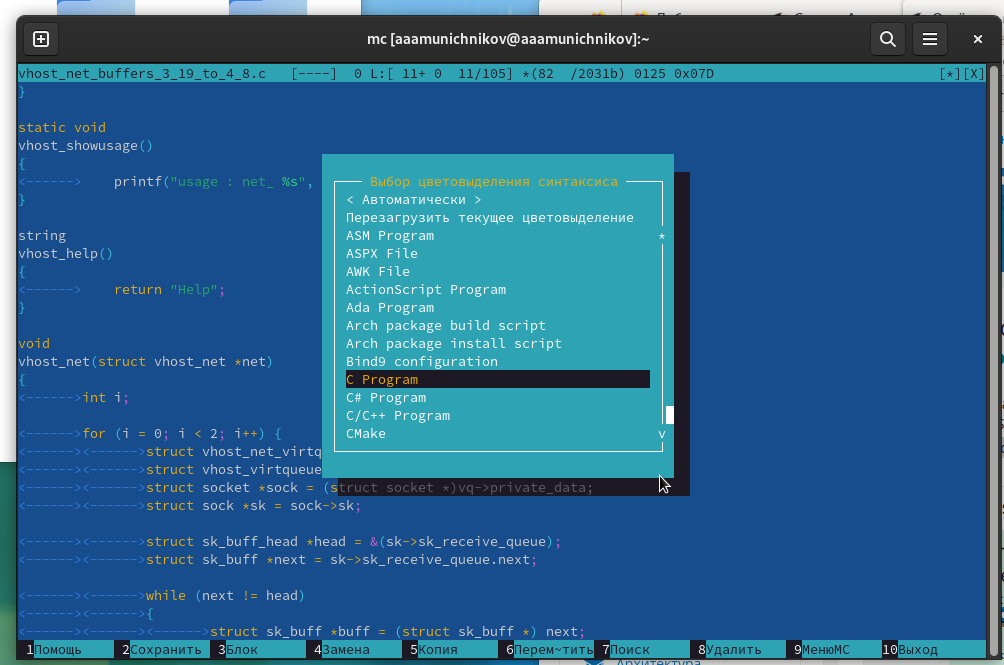 mc [aaamunichnikov@aaamunichnikov]:~
vhost_net_buffers_3_19_to_4_8.c [----] 0 L:[ 11+ 0 11/105] *(82 /2031b) 0125 0x07D [*][X]
}
static void
vhost_showusage()
{
<------> printf("usage : net_ %s",
}
string
vhost_help()
{
<------> return "Help";
}
void
vhost_net(struct vhost_net *net)
{
<------>int i;
<------>for (i = 0; i < 2; i++) {
<------><------>struct vhost_net_virtq
<------><------>struct vhost_virtqueue
<------><------>struct socket *sock = (struct socket *)vq->private_data;
<------><------>struct sock *sk = sock->sk;
<------><------>struct sk_buff_head *head = &(sk->sk_receive_queue);
<------><------>struct sk_buff *next = sk->sk_receive_queue.next;
<------><------>while (next != head)
<------><------>{
<------><------><------>struct sk_buff *buff = (struct sk_buff *) next;
Выбор цветовыделения синтаксиса
< Автоматически >
Перезагрузить текущее цветовыделение
ASM Program
ASPX File
AWK File
ActionScript Program
Ada Program
Arch package build script
Arch package install script
Bind9 configuration
C Program
C# Program
C/C++ Program
CMake
1Помощь 2Сохранить 3Блок 4Замена 5Копия 6Перем~тить 7Поиск 8Удалить 9МенюМС 10Выход
Архитектура